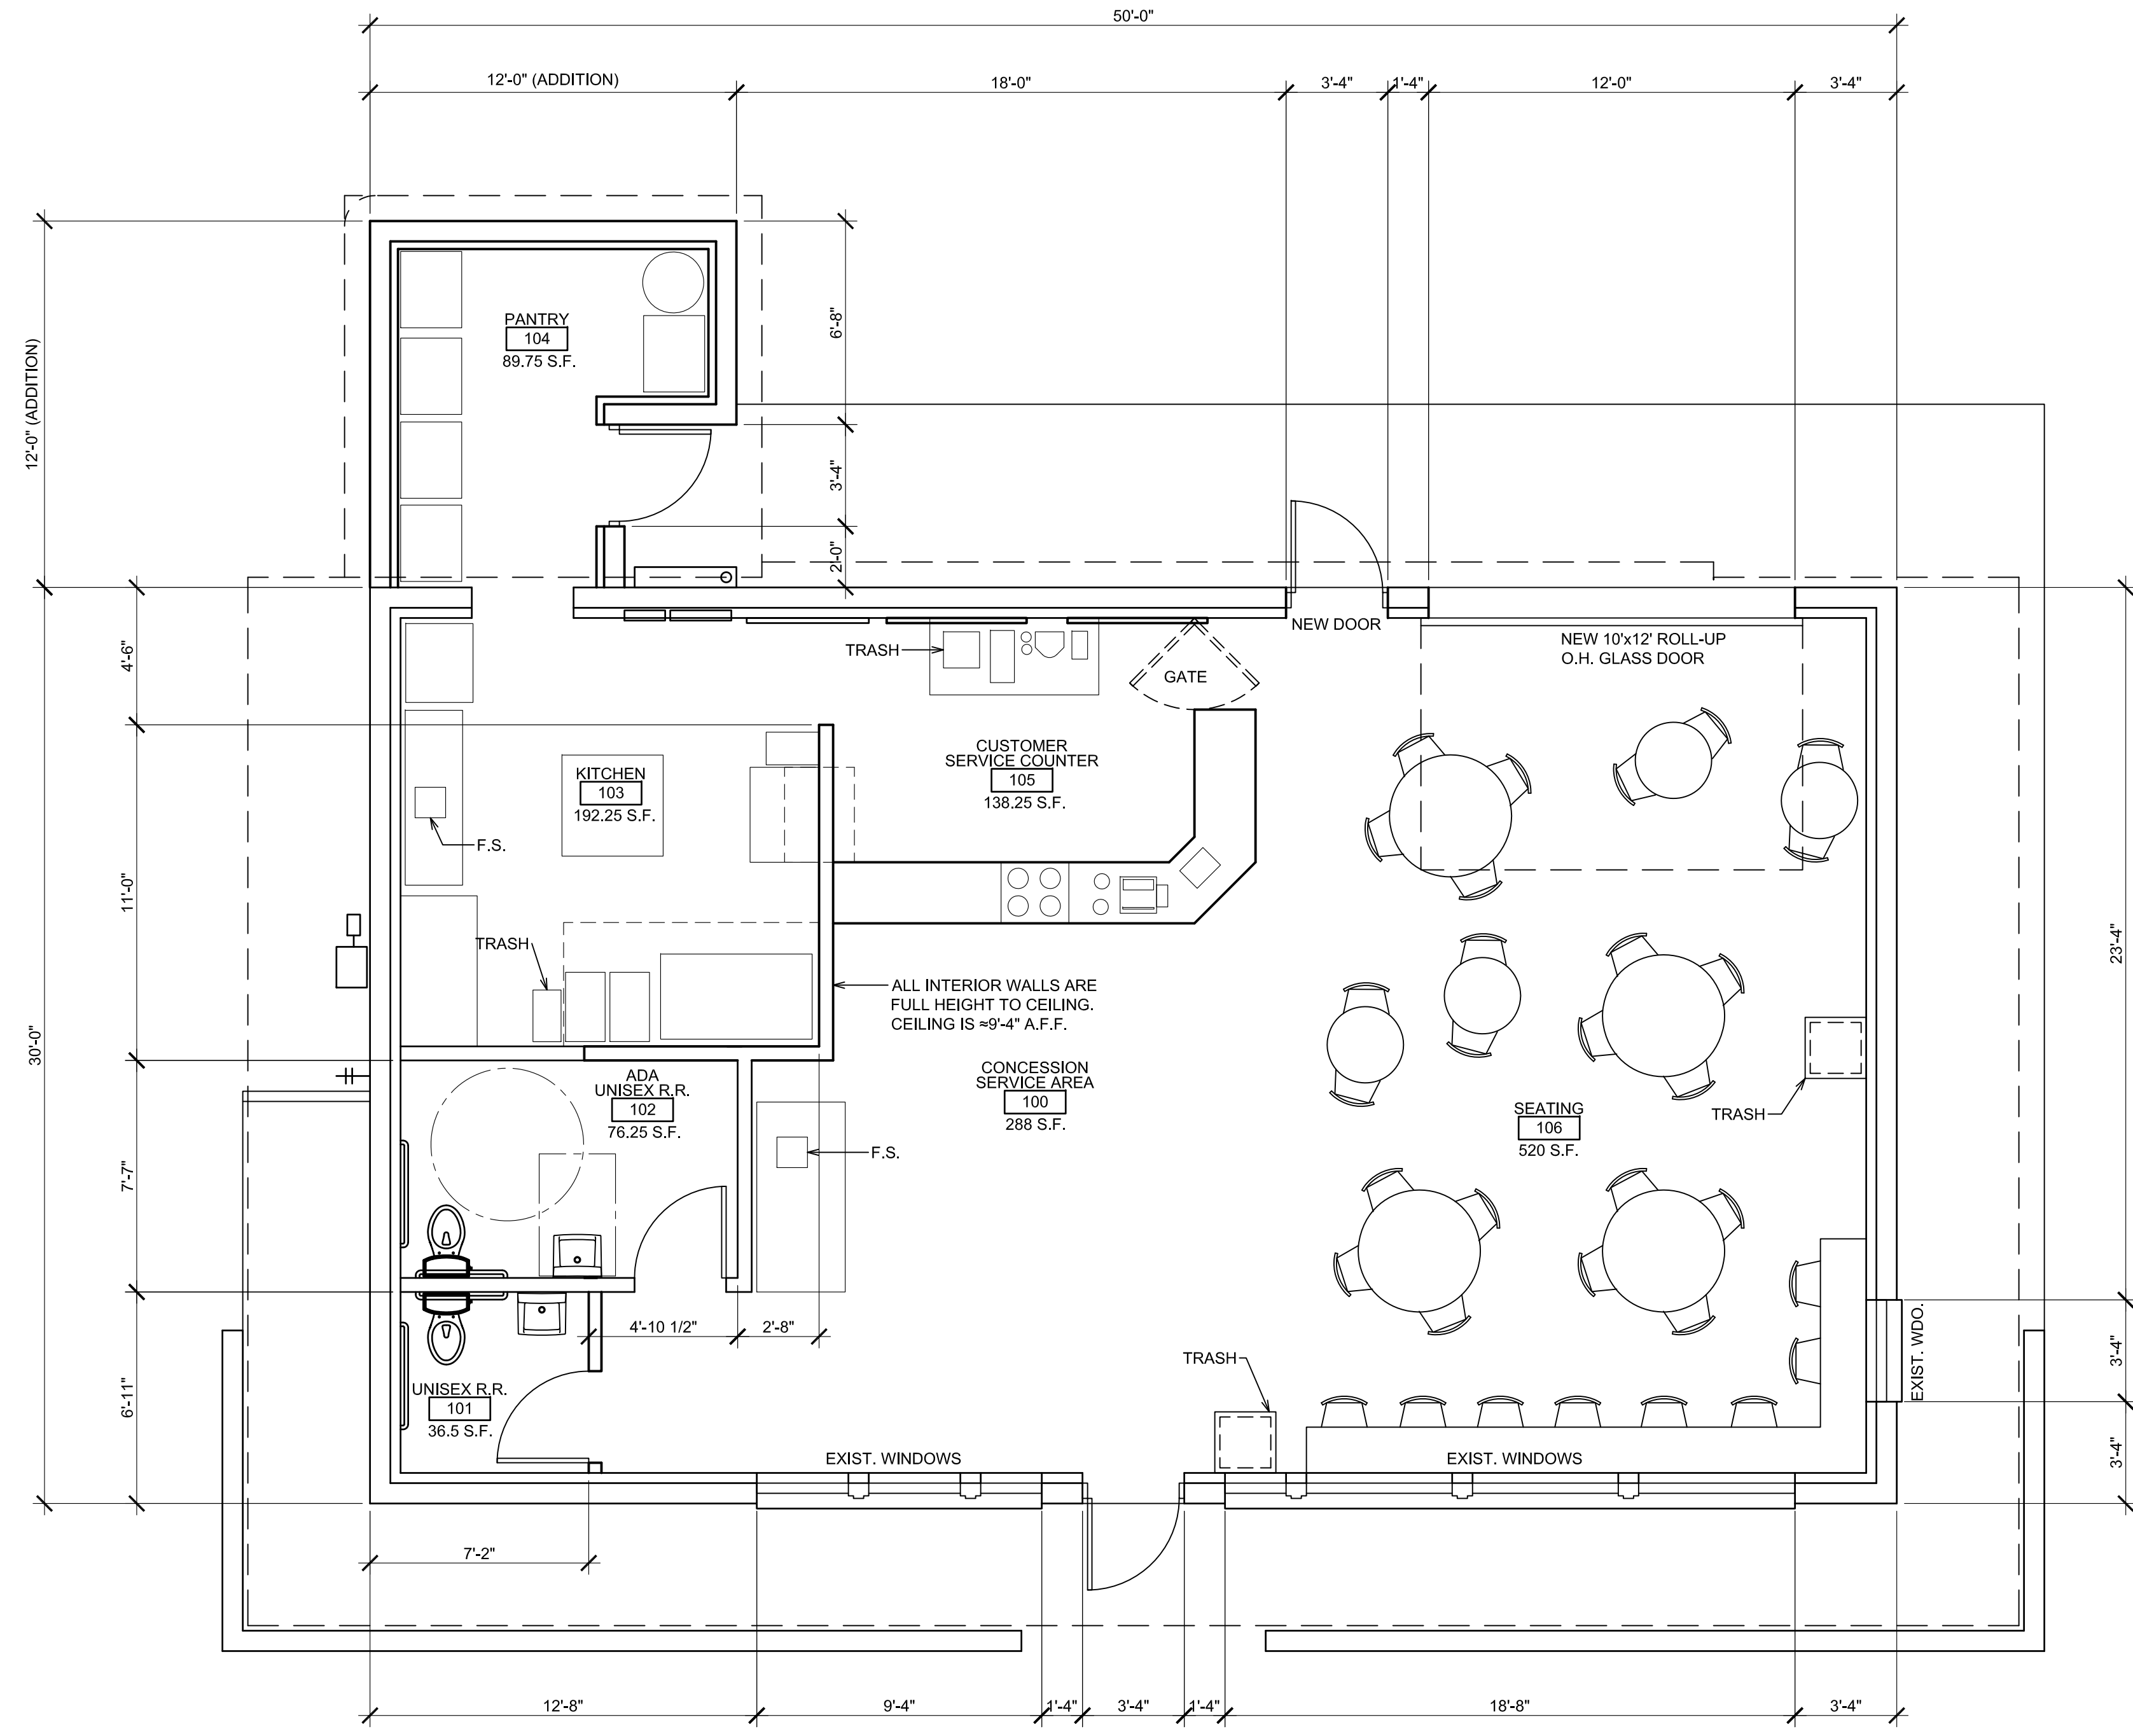 50'-0"
12'-0" (ADDITION)
18'-0"
3'-4"
1'-4"
12'-0"
3'-4"
12'-0" (ADDITION)
PANTRY
104
89.75 S.F.
6'-8"
3'-4"
2'-0"
4'-6"
TRASH
GATE
NEW DOOR
NEW 10'x12' ROLL-UP
O.H. GLASS DOOR
KITCHEN
103
192.25 S.F.
F.S.
CUSTOMER
SERVICE COUNTER
105
138.25 S.F.
11'-0"
23'-4"
TRASH
ALL INTERIOR WALLS ARE
FULL HEIGHT TO CEILING.
CEILING IS ≈9'-4" A.F.F.
30'-0"
ADA
UNISEX R.R.
102
76.25 S.F.
CONCESSION
SERVICE AREA
100
288 S.F.
SEATING
106
520 S.F.
TRASH
F.S.
7'-7"
4'-10 1/2"
2'-8"
TRASH
EXIST. WDO.
3'-4"
UNISEX R.R.
101
36.5 S.F.
6'-11"
EXIST. WINDOWS
EXIST. WINDOWS
3'-4"
7'-2"
12'-8"
9'-4"
1'-4"
3'-4"
1'-4"
18'-8"
3'-4"